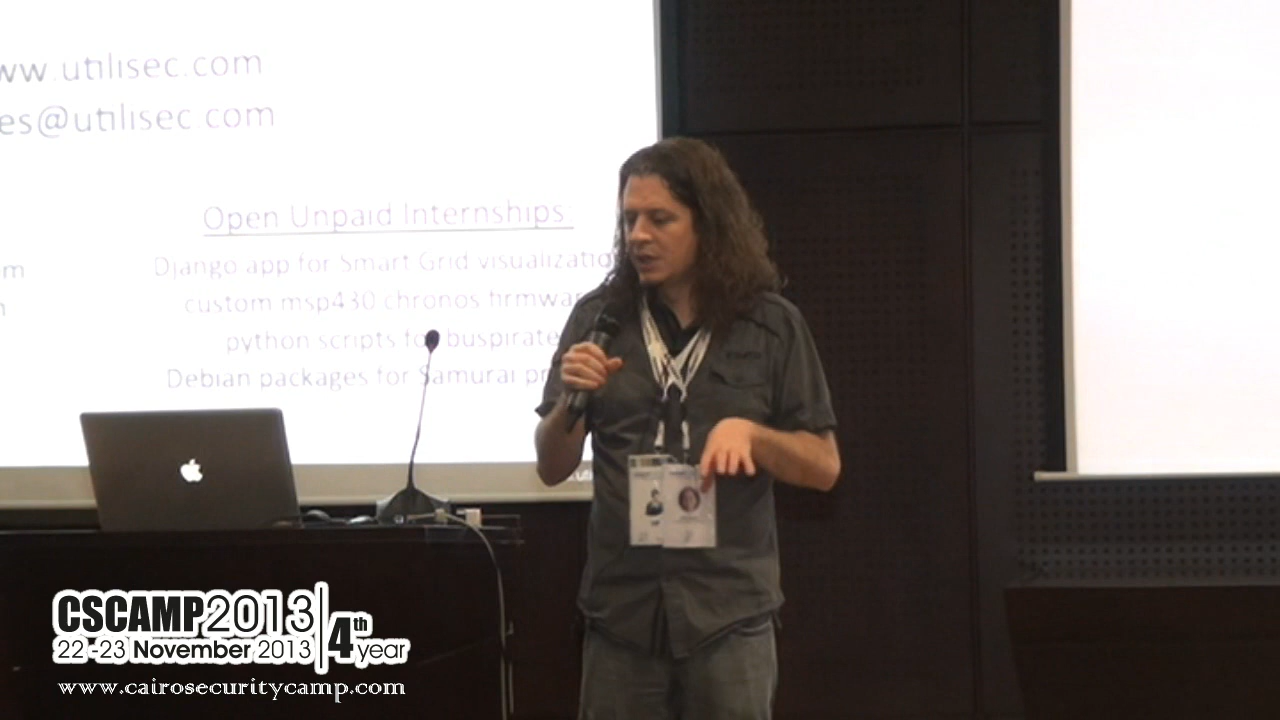 ww.utilisec.com
es@utilisec.com
Open Unpaid Internships:
Django app for Smart Grid visualizatio
custom msp430 chronos firmwar
python scripts for buspirate
Debian packages for Samurai pr
m
CSCAMP2013
4th year
22-23 November 2013
www.cairosecuritycamp.com